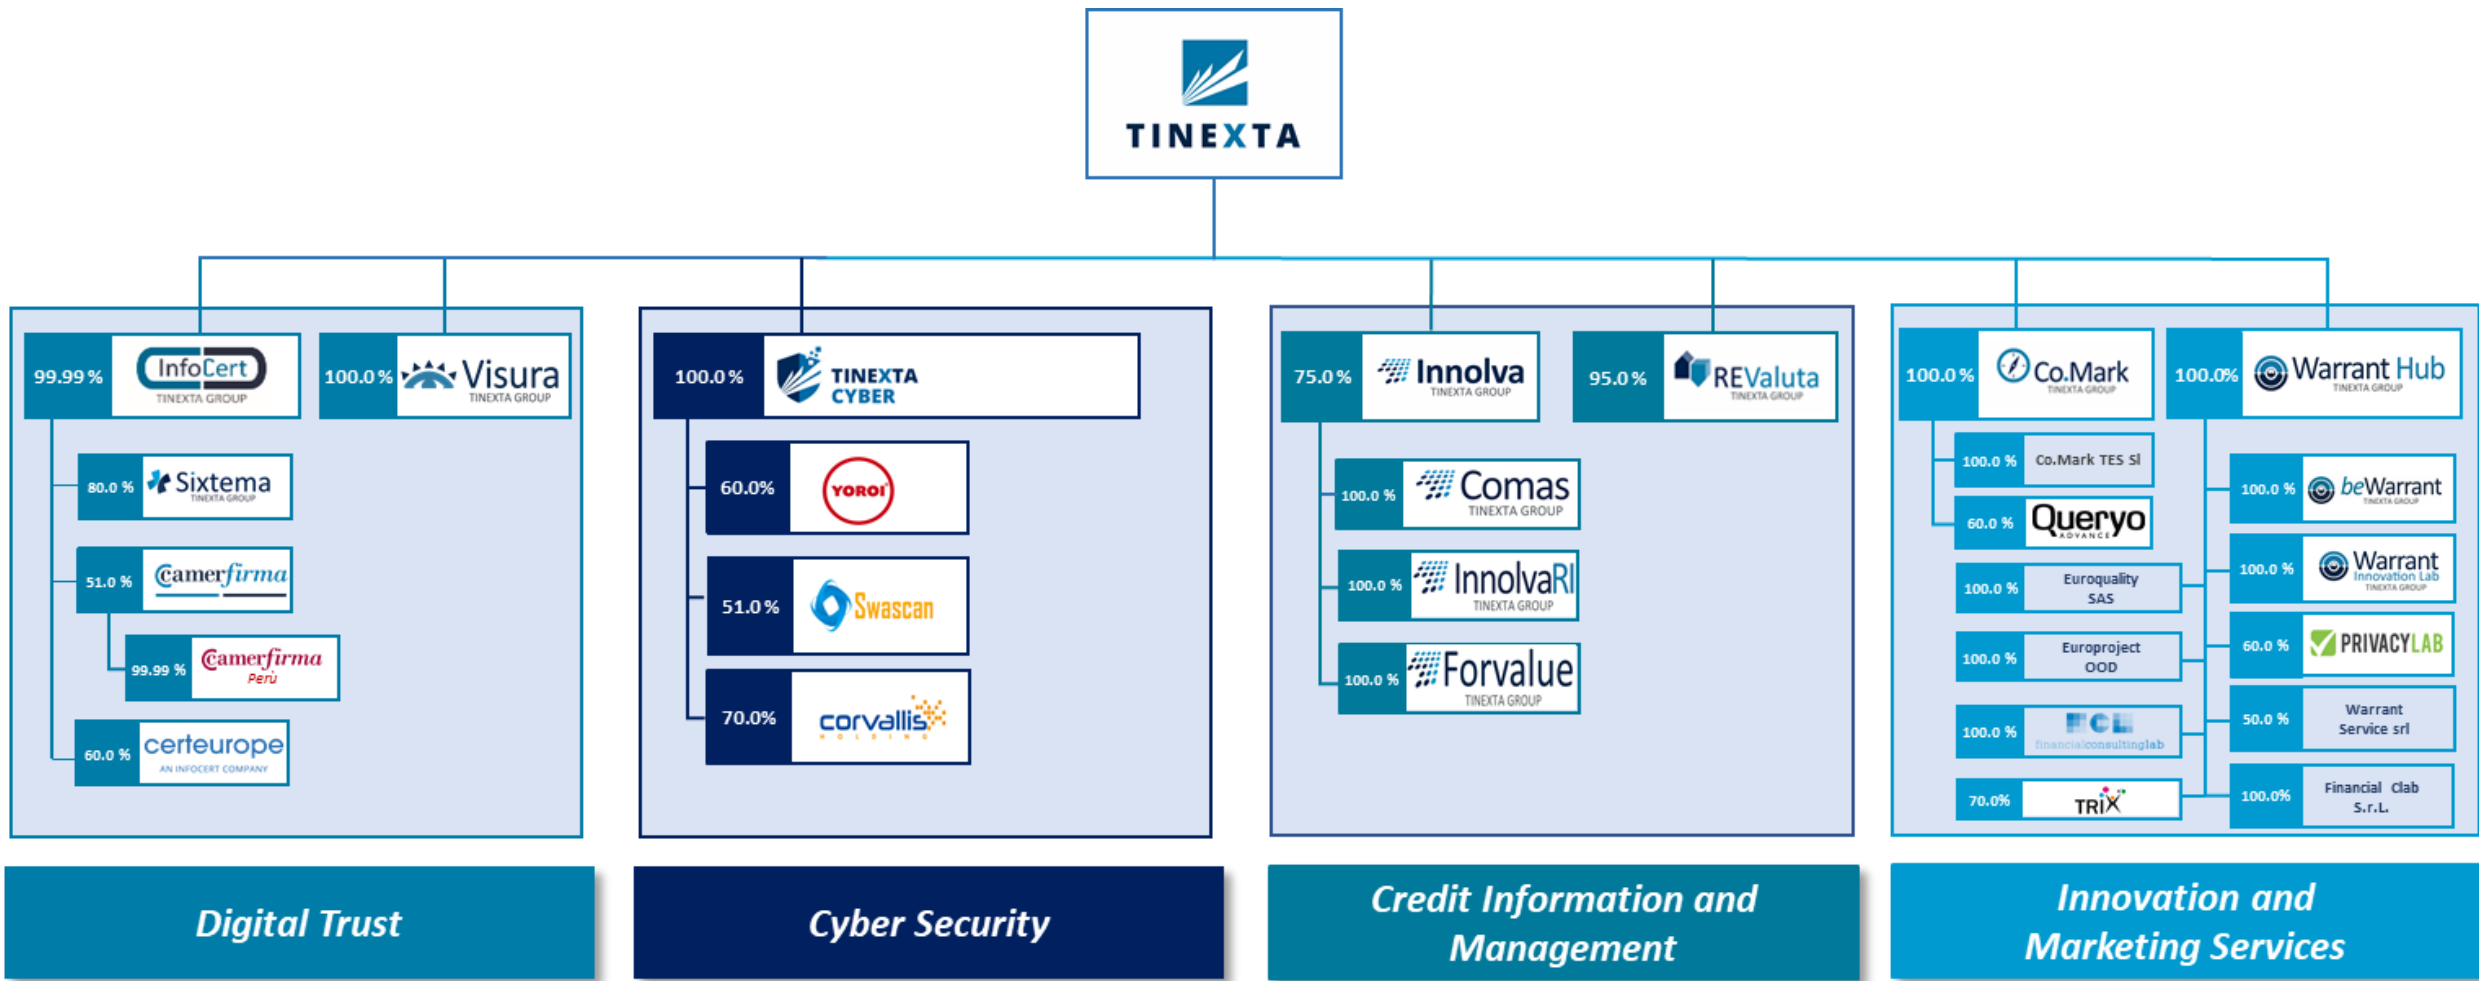 TINEXTA
99.99 %
InfoCert
TINEXTA GROUP
100.0 %
Visura
TINEXTA GROUP
80.0 %
Sixtema
TINEXTA GROUP
51.0 %
Camerfirma
99.99 %
Camerfirma
Perù
60.0 %
certeurope
AN INFOCERT COMPANY
Digital Trust
100.0 %
TINEXTA
CYBER
60.0%
YOROI
51.0 %
Swascan
70.0%
corvallis
HOLDING
Cyber Security
75.0 %
Innolva
TINEXTA GROUP
95.0 %
REValuta
TINEXTA GROUP
100.0 %
Comas
TINEXTA GROUP
100.0 %
InnolvaRI
TINEXTA GROUP
100.0 %
Forvalue
TINEXTA GROUP
Credit Information and
Management
100.0 %
Co.Mark
TINEXTA GROUP
100.0%
Warrant Hub
TINEXTA GROUP
100.0 %
Co.Mark TES Sl
60.0 %
Queryo
ADVANCE
100.0 %
Euroquality
SAS
100.0 %
Europroject
OOD
100.0 %
FCL
financialconsultinglab
70.0%
TRIX
100.0 %
beWarrant
TINEXTA GROUP
100.0 %
Warrant
Innovation Lab
TINEXTA GROUP
60.0 %
PRIVACYLAB
50.0 %
Warrant
Service srl
100.0%
Financial Clab
S.r.L.
Innovation and
Marketing Services